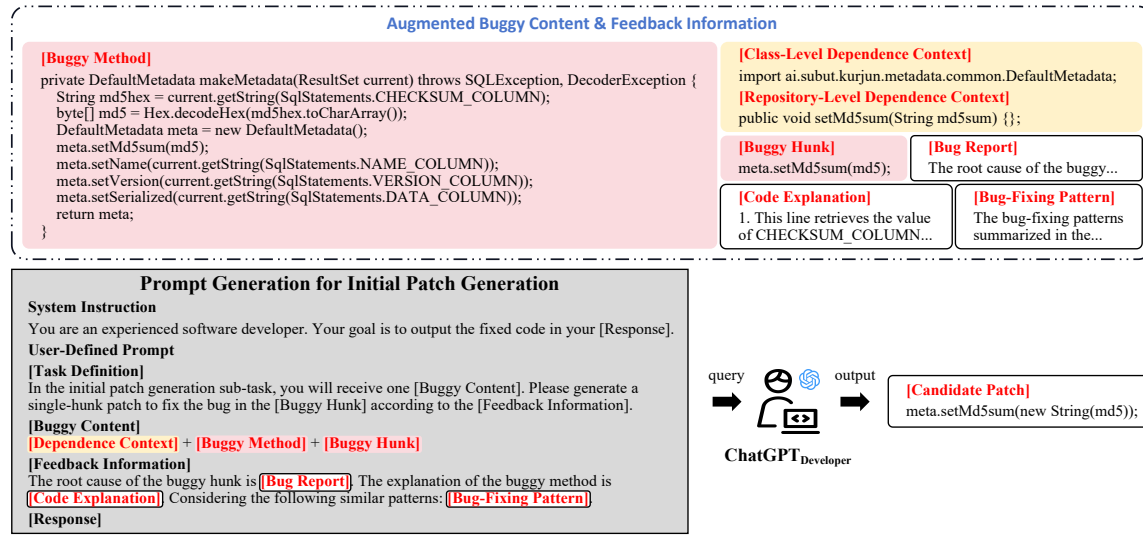 Augmented Buggy Content & Feedback Information
[Buggy Method]
private DefaultMetadata makeMetadata(ResultSet current) throws SQLException, DecoderException {
String md5hex = current.getString(SqlStatements.CHECKSUM_COLUMN);
byte[] md5 = Hex.decodeHex(md5hex.toCharArray());
DefaultMetadata meta = new DefaultMetadata();
meta.setMd5sum(md5);
meta.setName(current.getString(SqlStatements.NAME_COLUMN));
meta.setVersion(current.getString(SqlStatements.VERSION_COLUMN));
meta.setSerialized(current.getString(SqlStatements.DATA_COLUMN));
return meta;
}
[Class-Level Dependence Context]
import ai.subut.kurjun.metadata.common.DefaultMetadata;
[Repository-Level Dependence Context]
public void setMd5sum(String md5sum) {};
[Buggy Hunk]
meta.setMd5sum(md5);
[Bug Report]
The root cause of the buggy...
[Code Explanation]
1. This line retrieves the value
of CHECKSUM_COLUMN...
[Bug-Fixing Pattern]
The bug-fixing patterns
summarized in the...
Prompt Generation for Initial Patch Generation
System Instruction
You are an experienced software developer. Your goal is to output the fixed code in your [Response].
User-Defined Prompt
[Task Definition]
In the initial patch generation sub-task, you will receive one [Buggy Content]. Please generate a
single-hunk patch to fix the bug in the [Buggy Hunk] according to the [Feedback Information].
[Buggy Content]
[Dependence Context] + [Buggy Method] + [Buggy Hunk]
[Feedback Information]
The root cause of the buggy hunk is [Bug Report]. The explanation of the buggy method is
[Code Explanation]. Considering the following similar patterns: [Bug-Fixing Pattern].
[Response]
query
output
ChatGPTDeveloper
[Candidate Patch]
meta.setMd5sum(new String(md5));